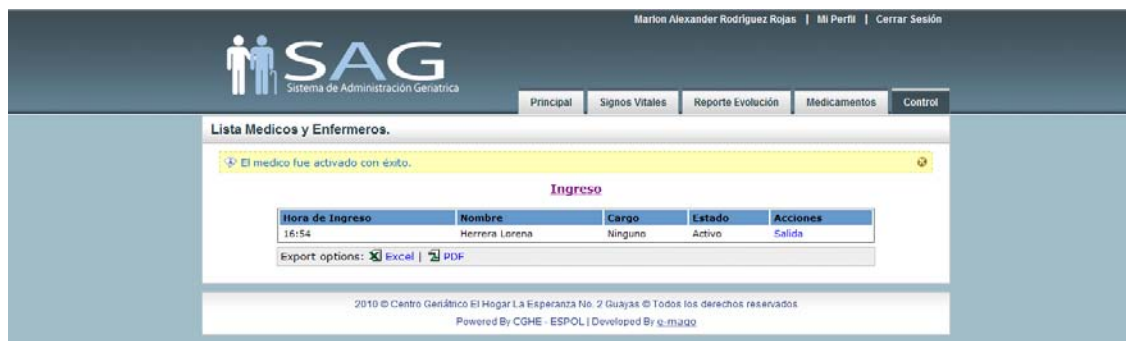 Marlon Alexander Rodríguez Rojas | Mi Perfil | Cerrar Sesión
SAG
Sistema de Administración Geriatrica
Principal Signos Vitales Reporte Evolución Medicamentos Control
Lista Medicos y Enfermeros.
El medico fue activado con éxito.
Ingreso
Hora de Ingreso Nombre Cargo Estado Acciones
16:54 Herrera Lorena Ninguno Activo Salida
Export options: Excel | PDF
2010 © Centro Geriátrico El Hogar La Esperanza No. 2 Guayas © Todos los derechos reservados
Powered By CGHE - ESPOL | Developed By e-mago